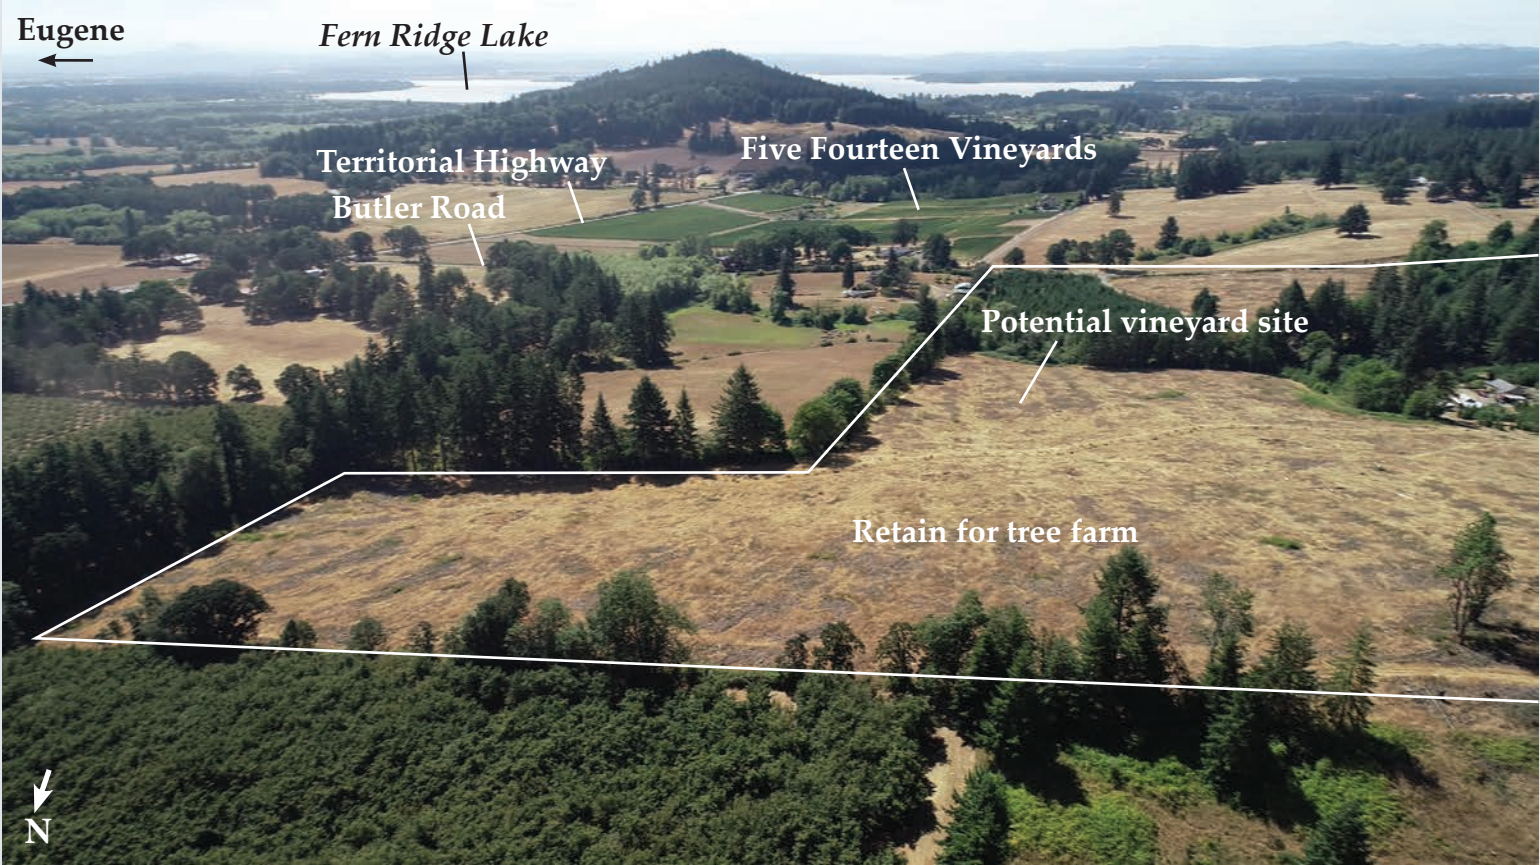 Eugene
Fern Ridge Lake
Five Fourteen Vineyards
Territorial Highway
Butler Road
Potential vineyard site
Retain for tree farm
N